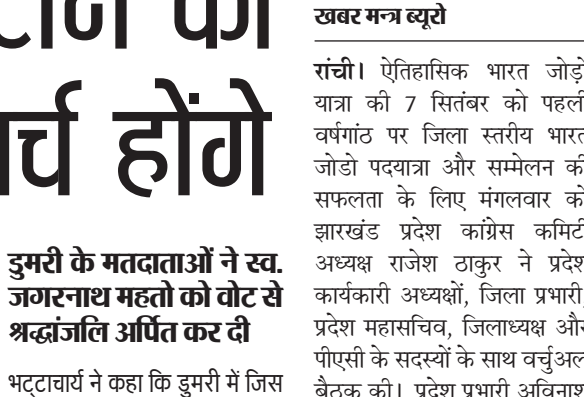 र्च होंगे
डुमरी के मतदाताओं ने स्व.
जगरनाथ महतो को वोट से
श्रद्धांजलि अर्पित कर दी
भट्टाचार्य ने कहा कि डुमरी में जिस
खबर मन्त्र ब्यूरो
रांची। ऐतिहासिक भारत जोड़ो
यात्रा की 7 सितंबर को पहली
वर्षगांठ पर जिला स्तरीय भारत
जोडो पदयात्रा और सम्मेलन की
सफलता के लिए मंगलवार को
झारखंड प्रदेश कांग्रेस कमिटी
अध्यक्ष राजेश ठाकुर ने प्रदेश
कार्यकारी अध्यक्षों, जिला प्रभारी,
प्रदेश महासचिव, जिलाध्यक्ष और
पीएसी के सदस्यों के साथ वर्चुअल
बैठक की। प्रदेश प्रभारी अविनाश